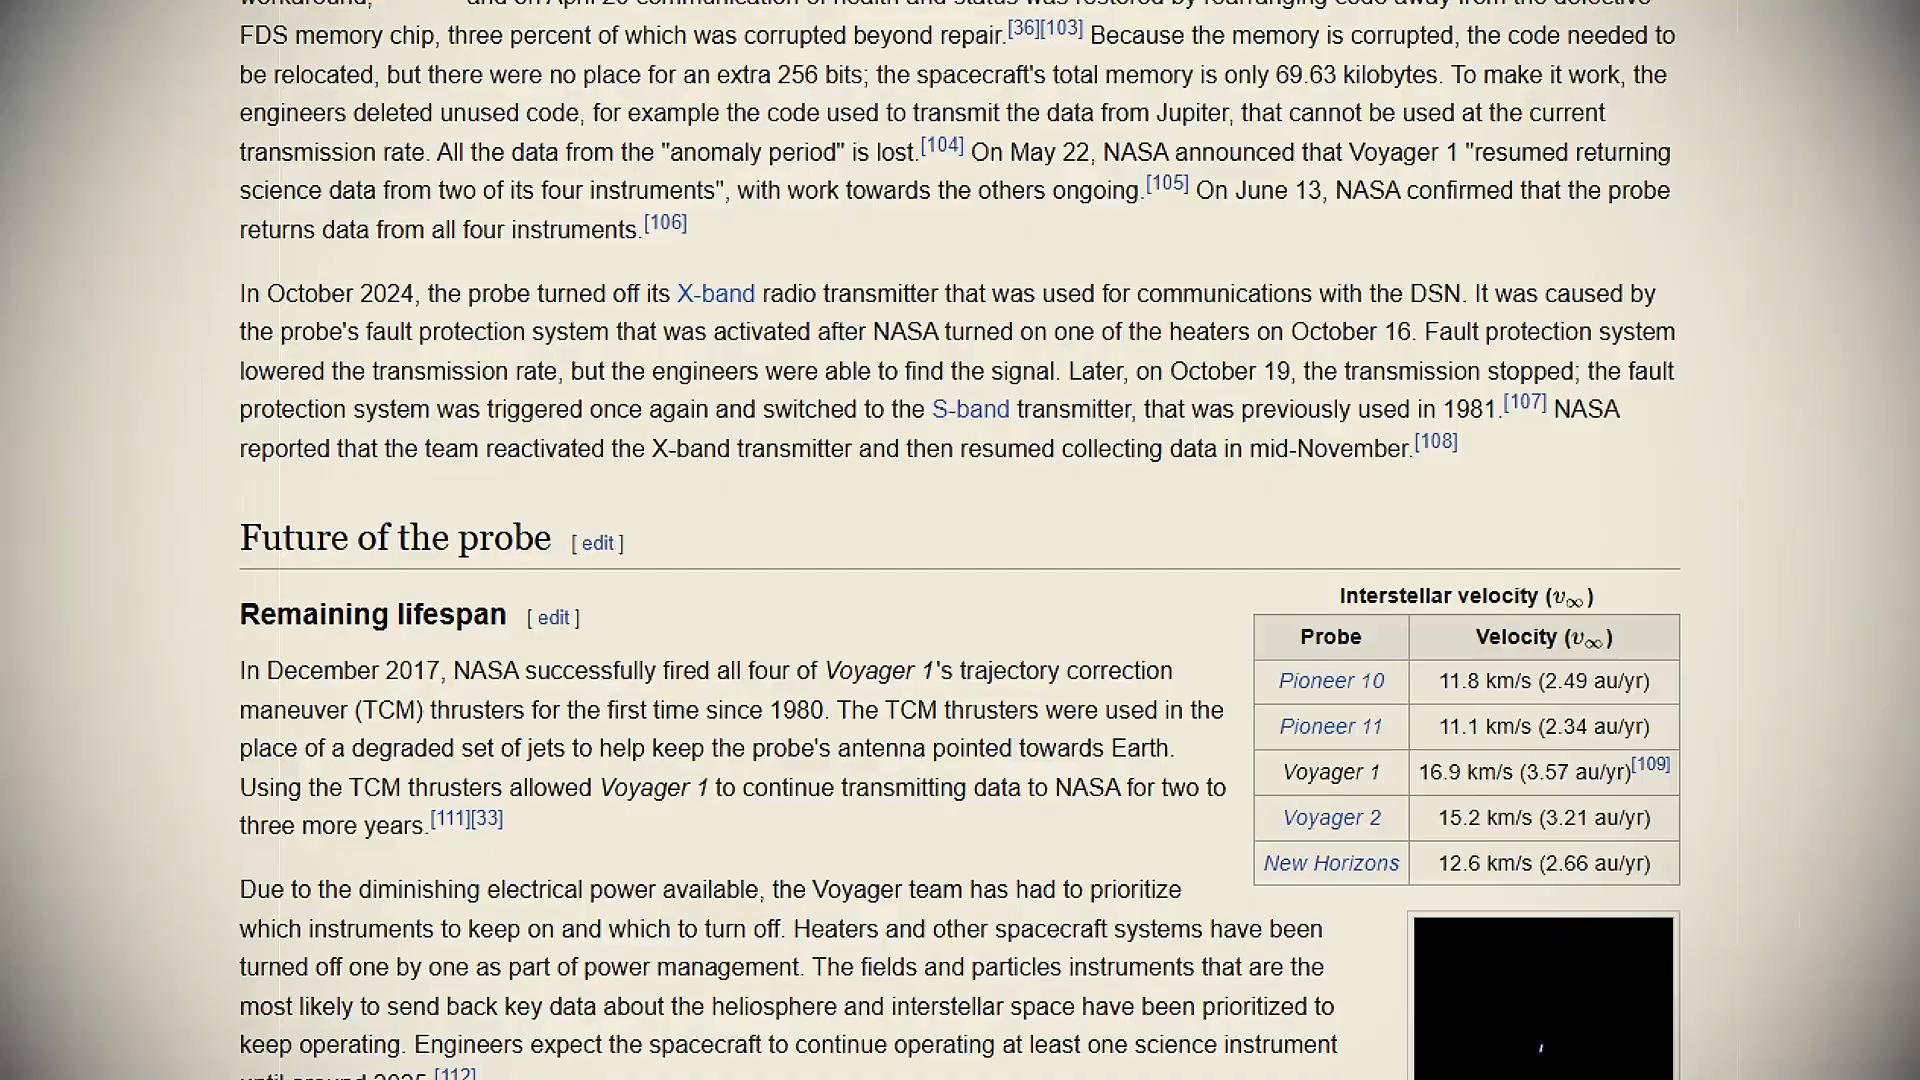 FDS memory chip, three percent of which was corrupted beyond repair.[36][103] Because the memory is corrupted, the code needed to
be relocated, but there were no place for an extra 256 bits; the spacecraft's total memory is only 69.63 kilobytes. To make it work, the
engineers deleted unused code, for example the code used to transmit the data from Jupiter, that cannot be used at the current
transmission rate. All the data from the "anomaly period" is lost.[104] On May 22, NASA announced that Voyager 1 "resumed returning
science data from two of its four instruments", with work towards the others ongoing.[105] On June 13, NASA confirmed that the probe
returns data from all four instruments.[106]
In October 2024, the probe turned off its X-band radio transmitter that was used for communications with the DSN. It was caused by
the probe's fault protection system that was activated after NASA turned on one of the heaters on October 16. Fault protection system
lowered the transmission rate, but the engineers were able to find the signal. Later, on October 19, the transmission stopped; the fault
protection system was triggered once again and switched to the S-band transmitter, that was previously used in 1981.[107] NASA
reported that the team reactivated the X-band transmitter and then resumed collecting data in mid-November.[108]
Future of the probe [ edit ]
Remaining lifespan [ edit ]
In December 2017, NASA successfully fired all four of Voyager 1's trajectory correction
maneuver (TCM) thrusters for the first time since 1980. The TCM thrusters were used in the
place of a degraded set of jets to help keep the probe's antenna pointed towards Earth.
Using the TCM thrusters allowed Voyager 1 to continue transmitting data to NASA for two to
three more years.[111][33]
Due to the diminishing electrical power available, the Voyager team has had to prioritize
which instruments to keep on and which to turn off. Heaters and other spacecraft systems have been
turned off one by one as part of power management. The fields and particles instruments that are the
most likely to send back key data about the heliosphere and interstellar space have been prioritized to
keep operating. Engineers expect the spacecraft to continue operating at least one science instrument
Interstellar velocity (v∞)
Probe Velocity (v∞)
Pioneer 10 11.8 km/s (2.49 au/yr)
Pioneer 11 11.1 km/s (2.34 au/yr)
Voyager 1 16.9 km/s (3.57 au/yr)[109]
Voyager 2 15.2 km/s (3.21 au/yr)
New Horizons 12.6 km/s (2.66 au/yr)